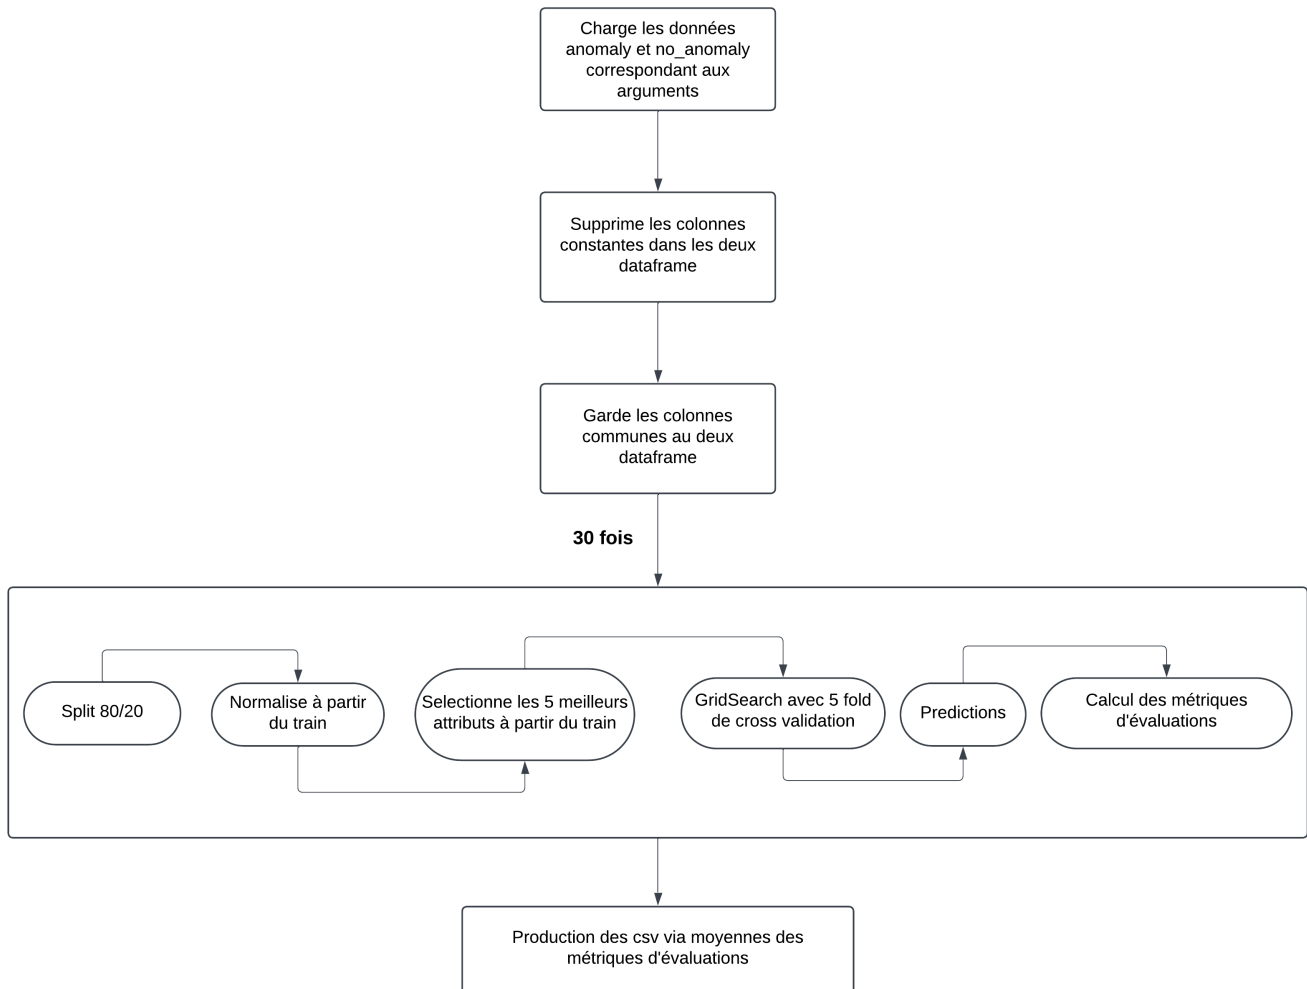 Charge les données
anomaly et no_anomaly
correspondant aux
arguments
Supprime les colonnes
constantes dans les deux
dataframe
Garde les colonnes
communes au deux
dataframe
30 fois
Split 80/20
Normalise à partir
du train
Selectionne les 5 meilleurs
attributs à partir du train
GridSearch avec 5 fold
de cross validation
Predictions
Calcul des métriques
d'évaluations
Production des csv via moyennes des
métriques d'évaluations